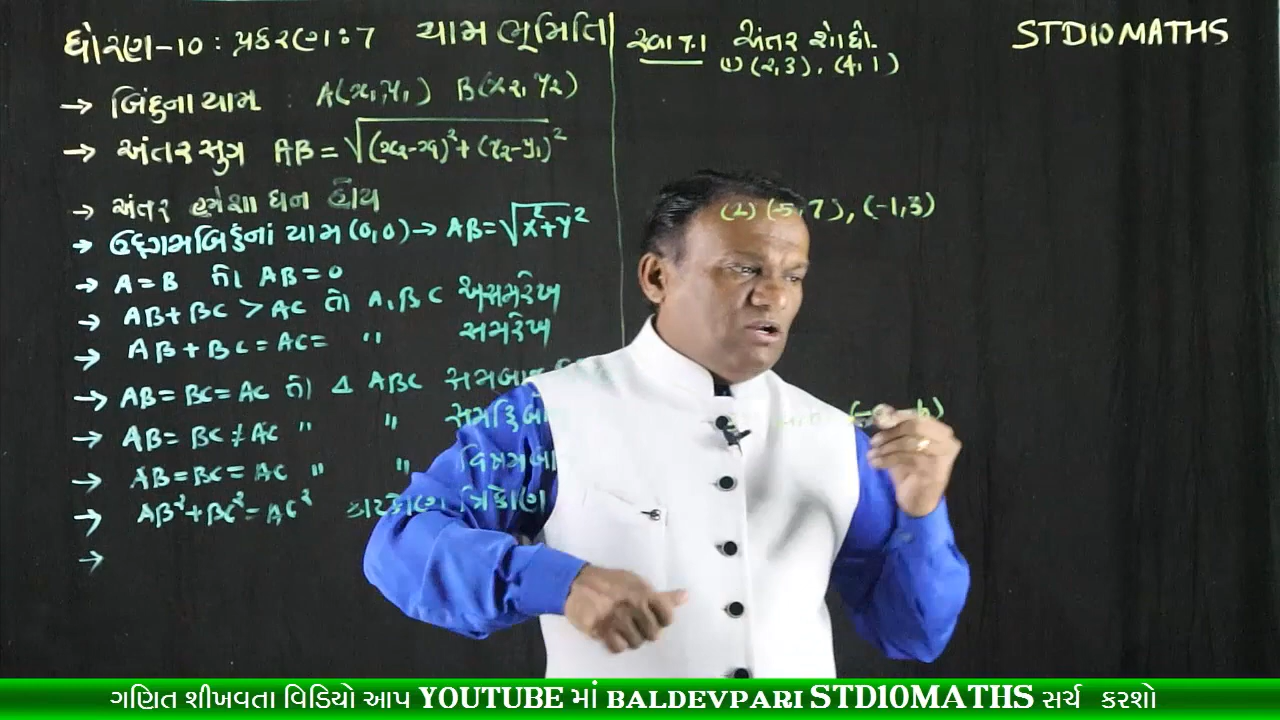 ધોરણ-10 : પ્રકરણ : 7 યામ ભૂમિતિ
→ બિંદુના યામ : A(x₁, y₁) B(x₂, y₂)
→ અંતરસુત્ર AB = √(x₂-x₁)² + (y₂-y₁)²
→ અંતર હંમેશા ધન હોય
→ ઉદ્દગમબિંદુનાં યામ (0,0) → AB = √x²+y²
→ A = B તો AB = 0
→ AB + BC > AC તો A, B C અસમરેખ
→ AB + BC = AC = " સમરેખ
→ AB = BC = AC તો Δ ABC
→ AB = BC ≠ AC " "
→ AB = BC = AC " "
→ AB² + BC² = AC² કાટકોણ ત્રિકોણ
→
સ્વા 7.1 અંતર શોધો.
(1) (2,3), (4,1)
(2) (-5,7), (-1,3)
STD10MATHS
ગણિત શીખવતા વિડિયો આપ YOUTUBE માં BALDEVPARI STD10MATHS સર્ચ કરશો